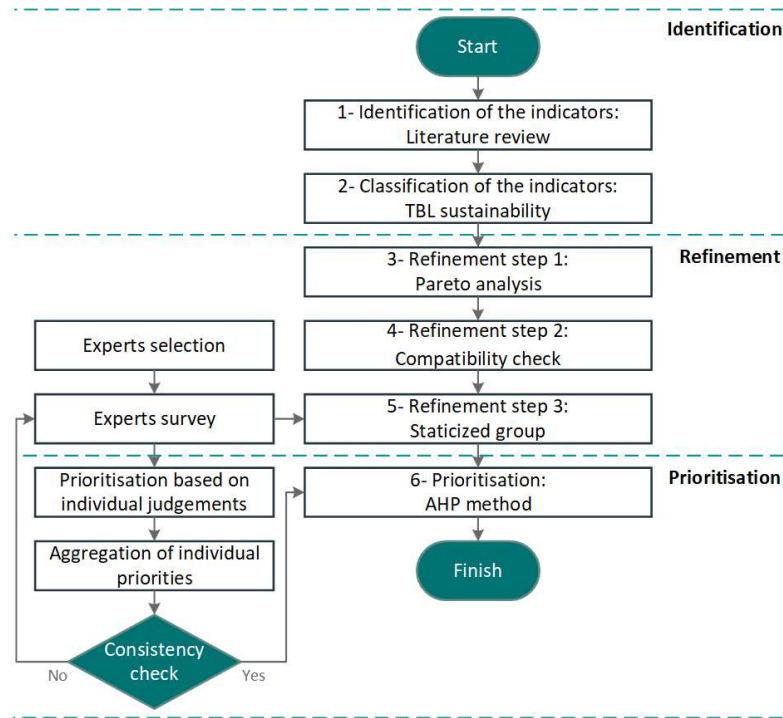 Identification
Start
1- Identification of the indicators:
Literature review
2- Classification of the indicators:
TBL sustainability
Refinement
3- Refinement step 1:
Pareto analysis
Experts selection
4- Refinement step 2:
Compatibility check
Experts survey
5- Refinement step 3:
Staticized group
Prioritisation
Prioritisation based on
individual judgements
6- Prioritisation:
AHP method
Aggregation of individual
priorities
Finish
Consistency
check
No
Yes